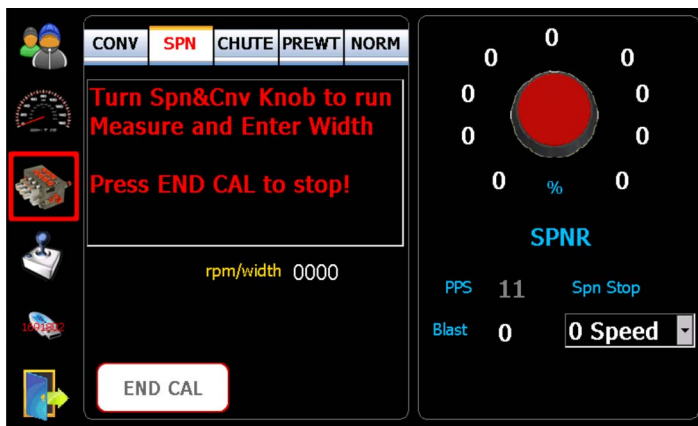 CONV SPN CHUTE PREWT NORM
Turn Spn&Cnv Knob to run
Measure and Enter Width
Press END CAL to stop!
rpm/width 0000
END CAL
1691802
0
0 0
0 0
0 0
0 % 0
SPNR
PPS 11 Spn Stop
Blast 0 0 Speed